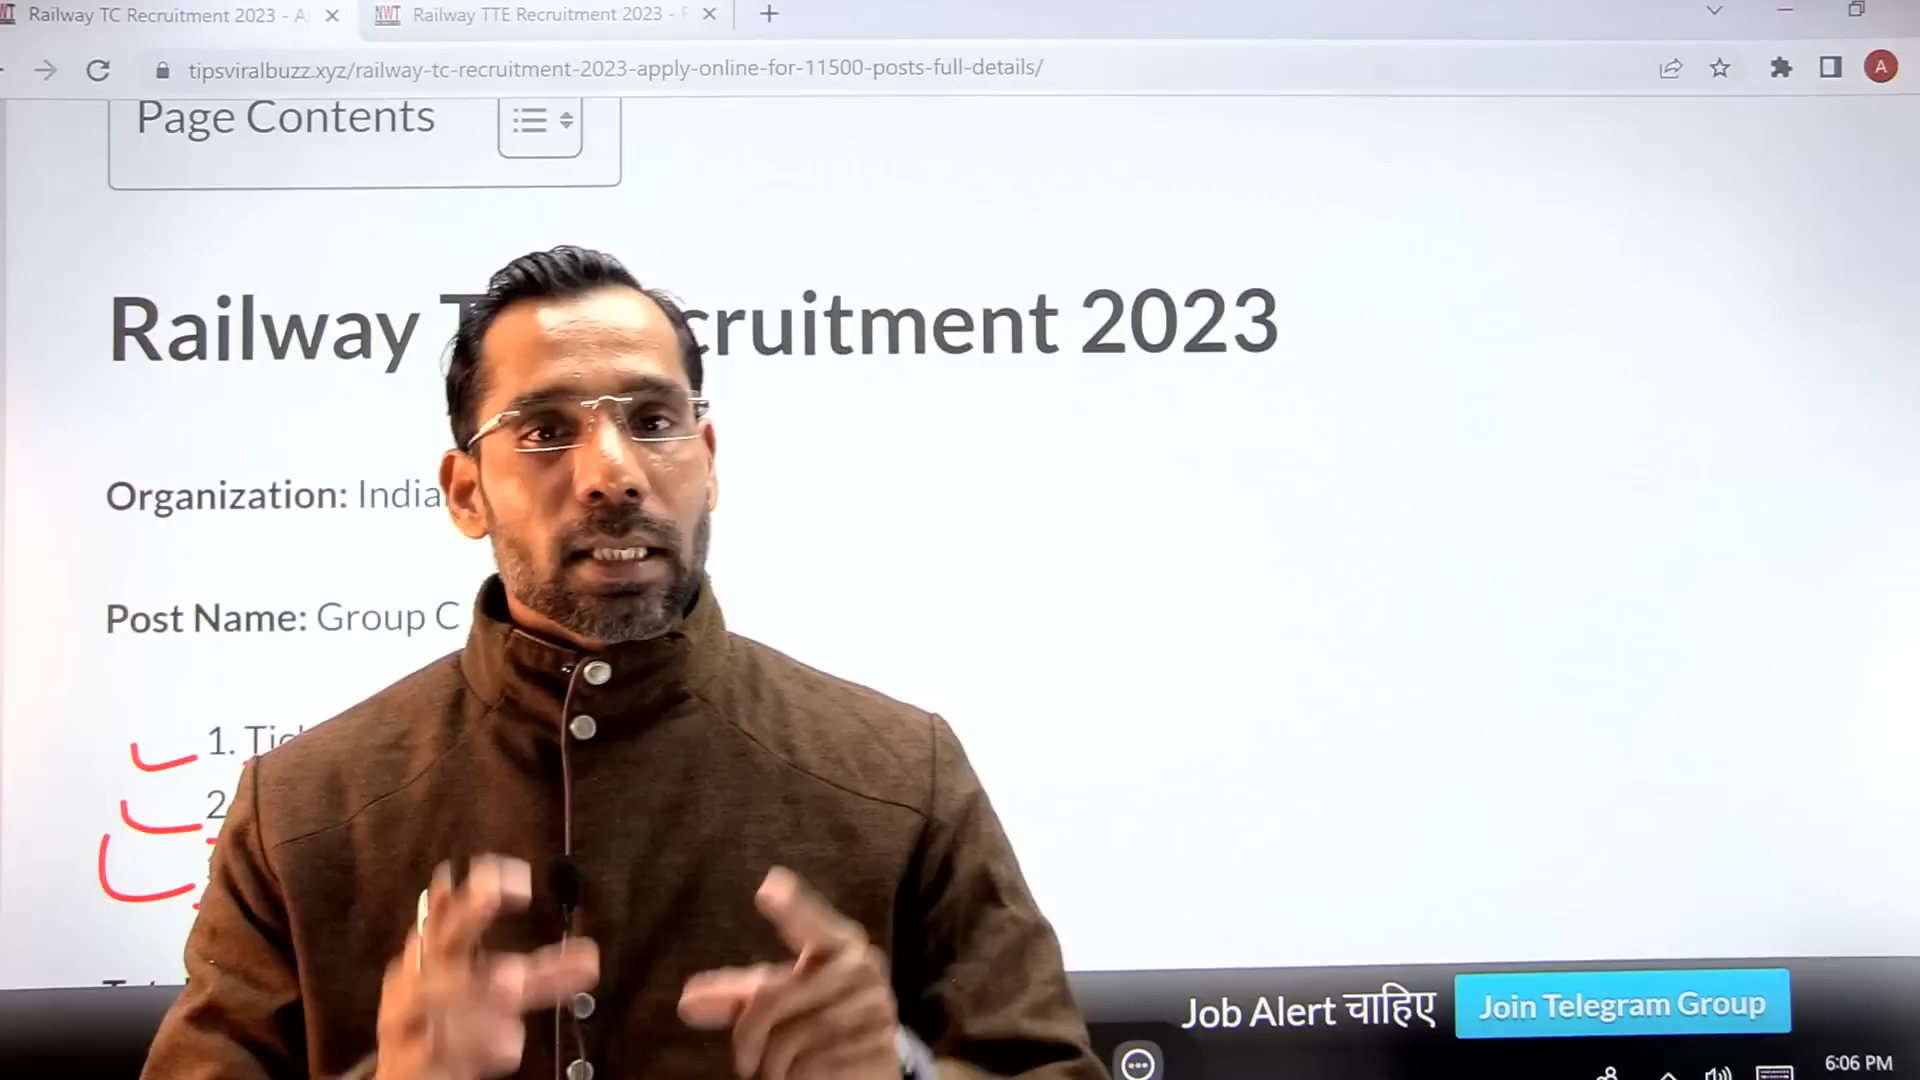 Railway TC Recruitment 2023 - A
NWT Railway TTE Recruitment 2023 -
tipsviralbuzz.xyz/railway-tc-recruitment-2023-apply-online-for-11500-posts-full-details/
A
Page Contents
Railway T cruitment 2023
Organization: India
Post Name: Group C
1. Tic
2
Job Alert चाहिए Join Telegram Group
6:06 PM